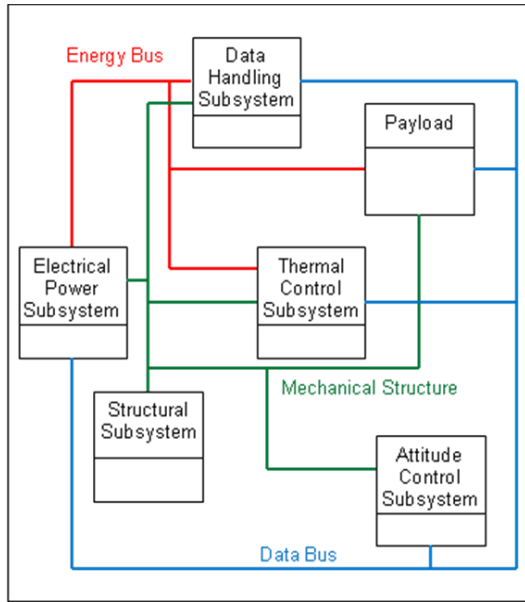 Energy Bus
Data
Handling
Subsystem
Payload
Electrical
Power
Subsystem
Thermal
Control
Subsystem
Mechanical Structure
Structural
Subsystem
Attitude
Control
Subsystem
Data Bus